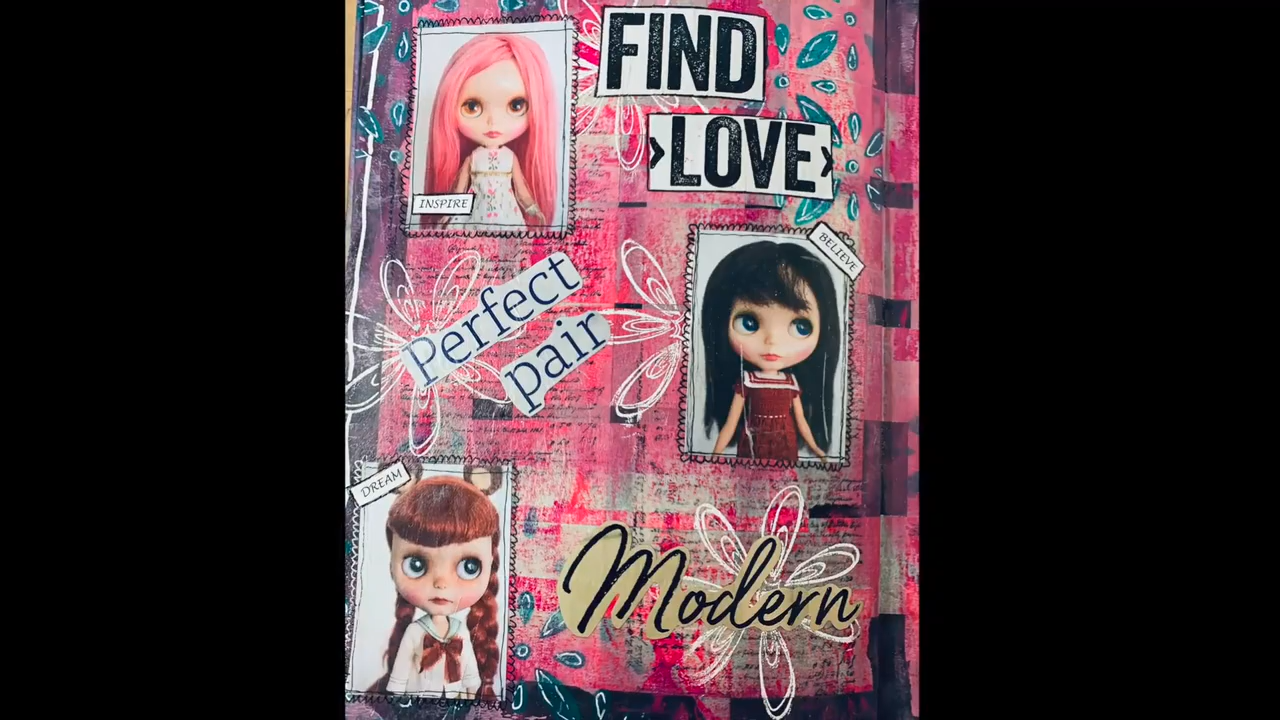 FIND
›LOVE›
INSPIRE
BELIEVE
Perfect
pair
DREAM
Modern